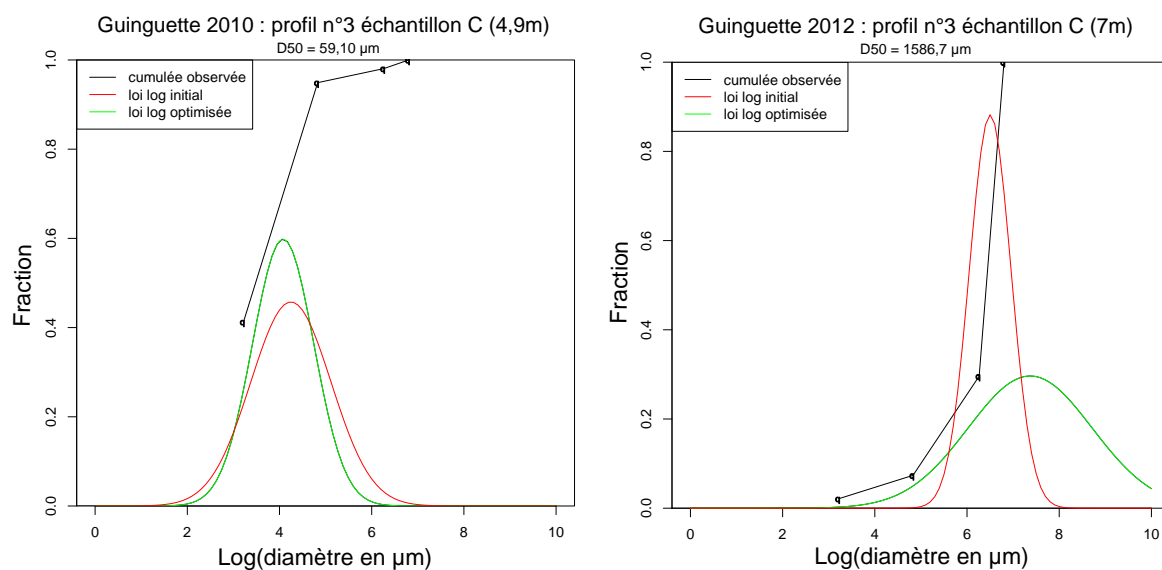 Guinguette 2010 : profil n°3 échantillon C (4,9m)
D50 = 59,10 µm
cumulée observée
loi log initial
loi log optimisée
Fraction
0.0
0.2
0.4
0.6
0.8
1.0
0
2
4
6
8
10
Log(diamètre en µm)
Guinguette 2012 : profil n°3 échantillon C (7m)
D50 = 1586,7 µm
cumulée observée
loi log initial
loi log optimisée
Fraction
0.0
0.2
0.4
0.6
0.8
1.0
0
2
4
6
8
10
Log(diamètre en µm)